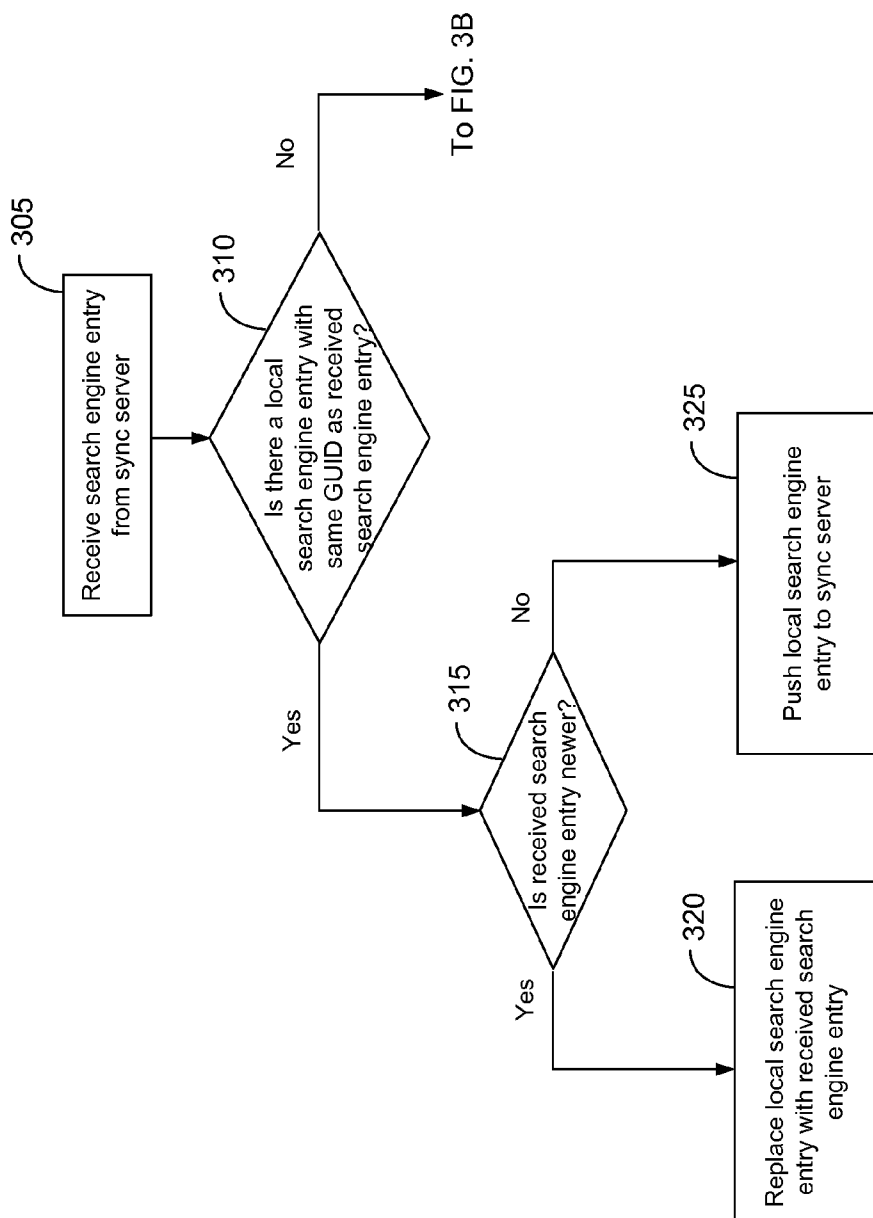 305
Receive search engine entry
from sync server
310
Is there a local
search engine entry with
same GUID as received
search engine entry?
No
To FIG. 3B
Yes
315
Is received search
engine entry newer?
Yes
No
320
Replace local search engine
entry with received search
engine entry
325
Push local search engine
entry to sync server